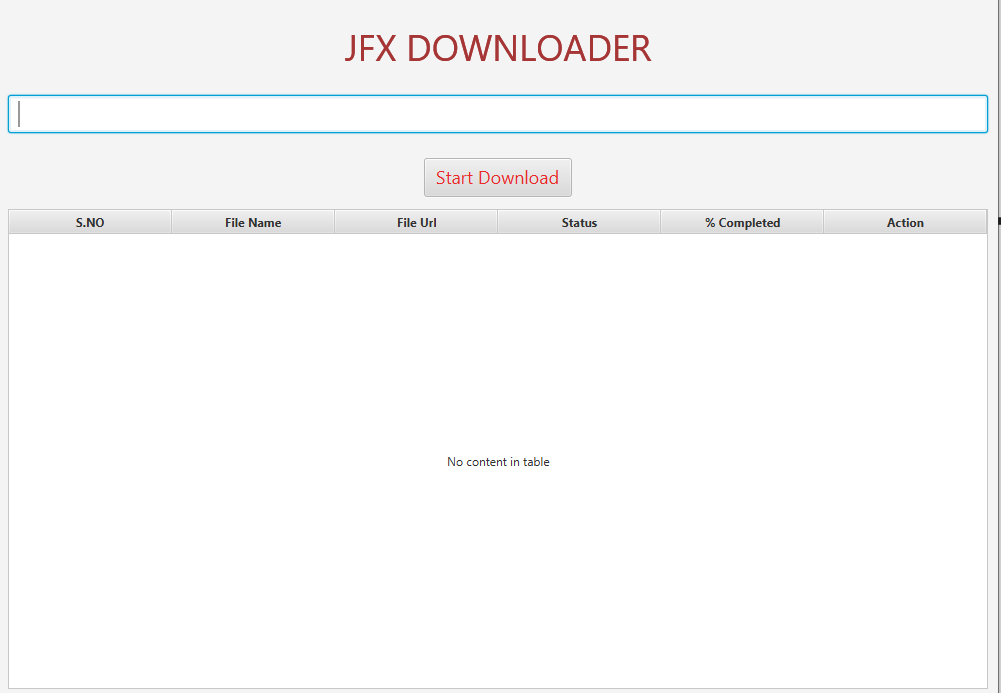 JFX DOWNLOADER
Start Download
S.NO File Name File Url Status % Completed Action
No content in table